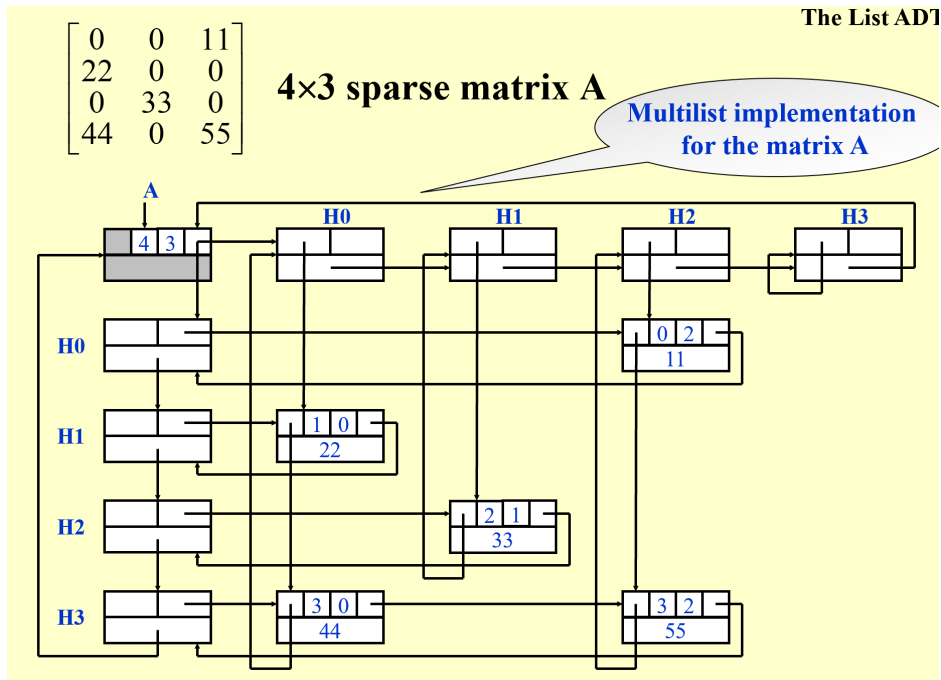 The List ADT
0 0 11
22 0 0
0 33 0
44 0 55
4×3 sparse matrix A
Multilist implementation
for the matrix A
A
H0 H1 H2 H3
4 3
H0
0 2
11
H1
1 0
22
H2
2 1
33
H3
3 0
44
3 2
55